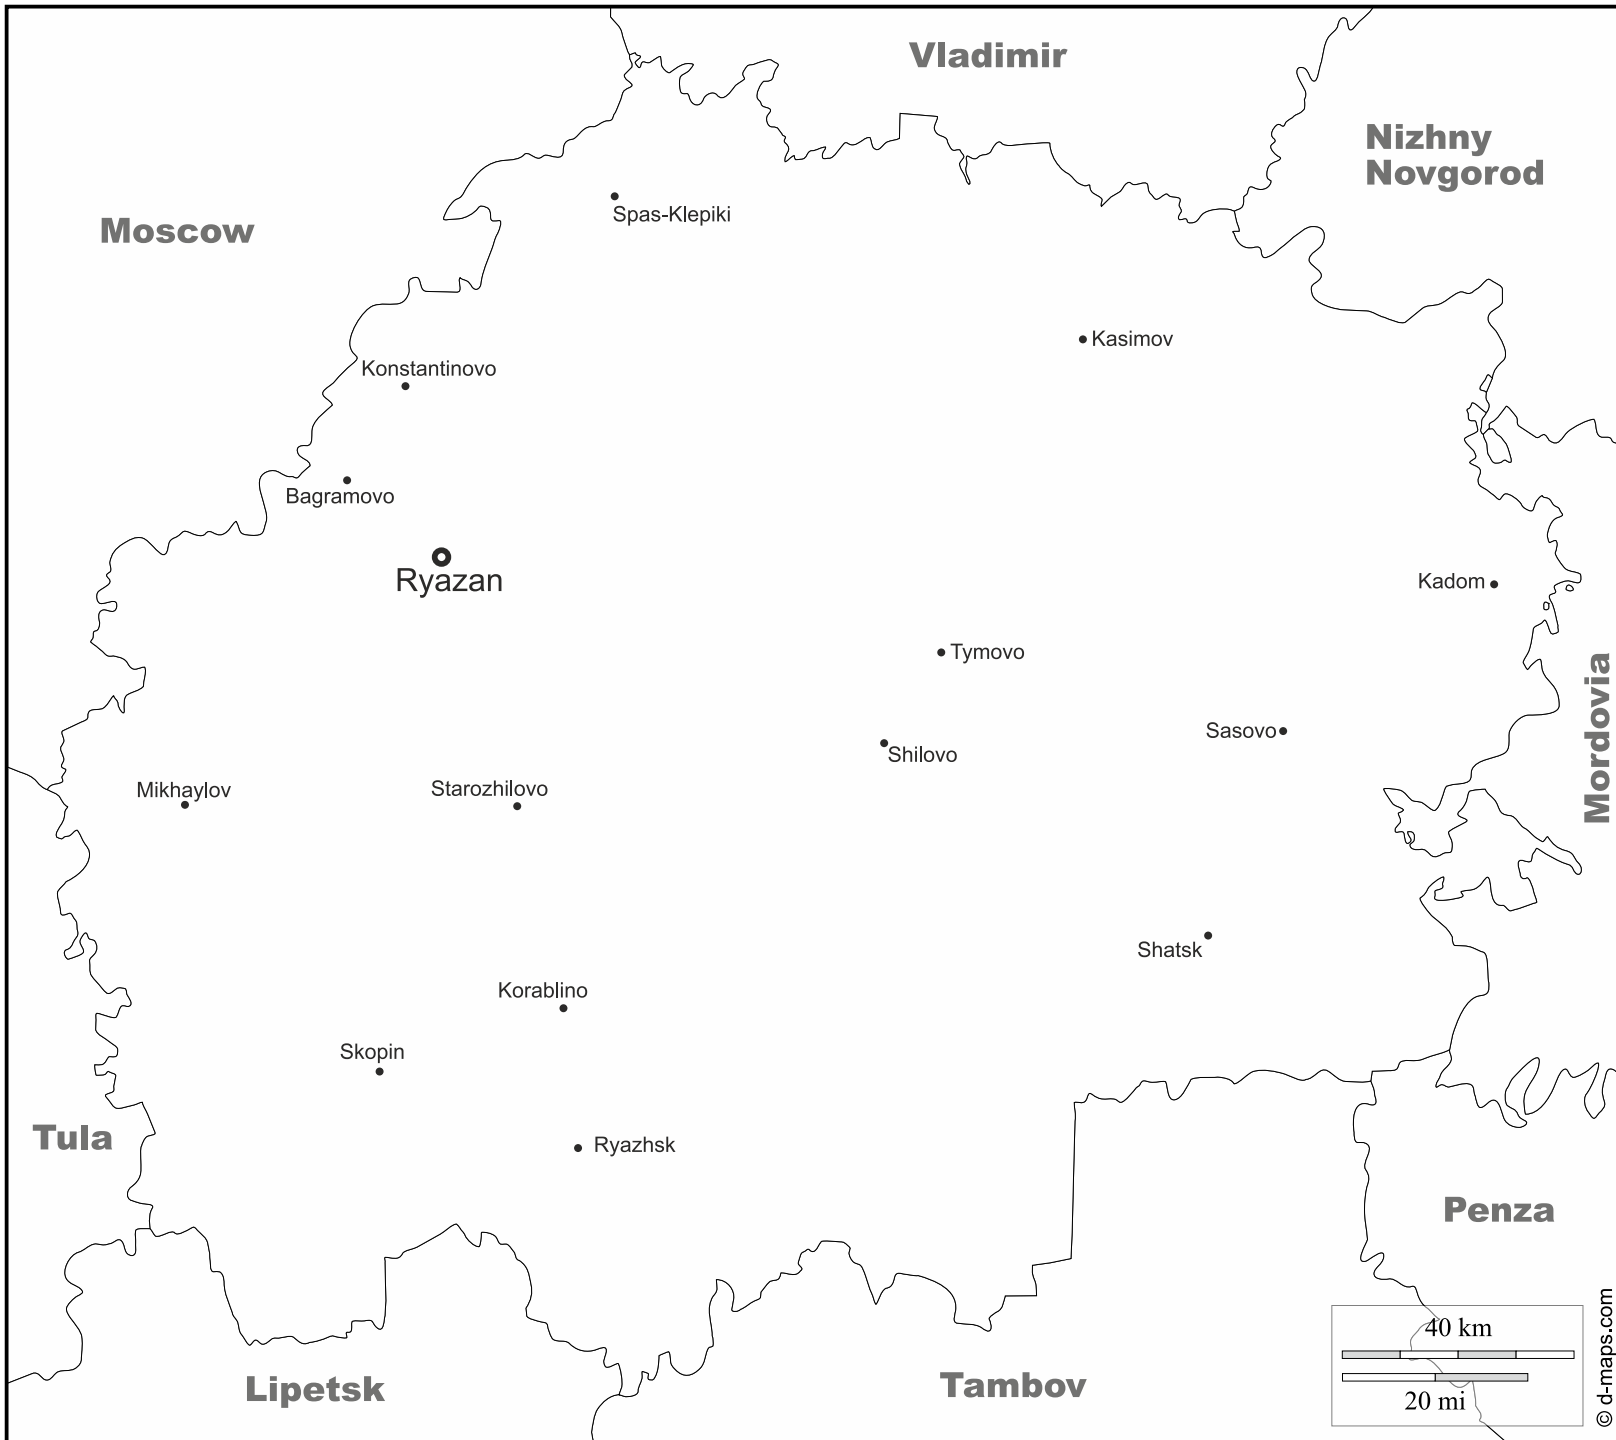 Vladimir
Nizhny
Novgorod
Moscow
Spas-Klepiki
Kasimov
Konstantinovo
Bagramovo
Ryazan
Kadom
Tymovo
Mordovia
Sasovo
Shilovo
Mikhaylov
Starozhilovo
Shatsk
Korablino
Skopin
Tula
Ryazhsk
Penza
40 km
20 mi
Lipetsk
Tambov
© d-maps.com